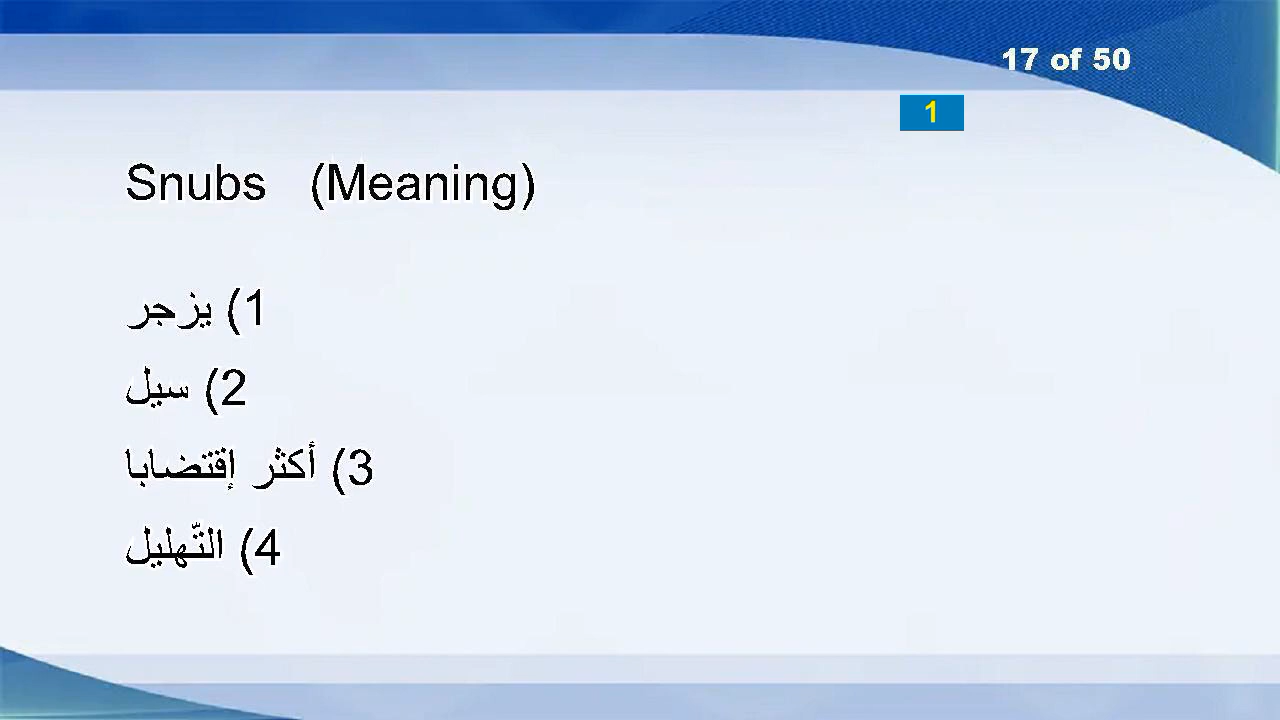 17 of 50
1
Snubs (Meaning)
1) يزجر
2) سيل
3) أكثر إقتضابا
4) التّهليل